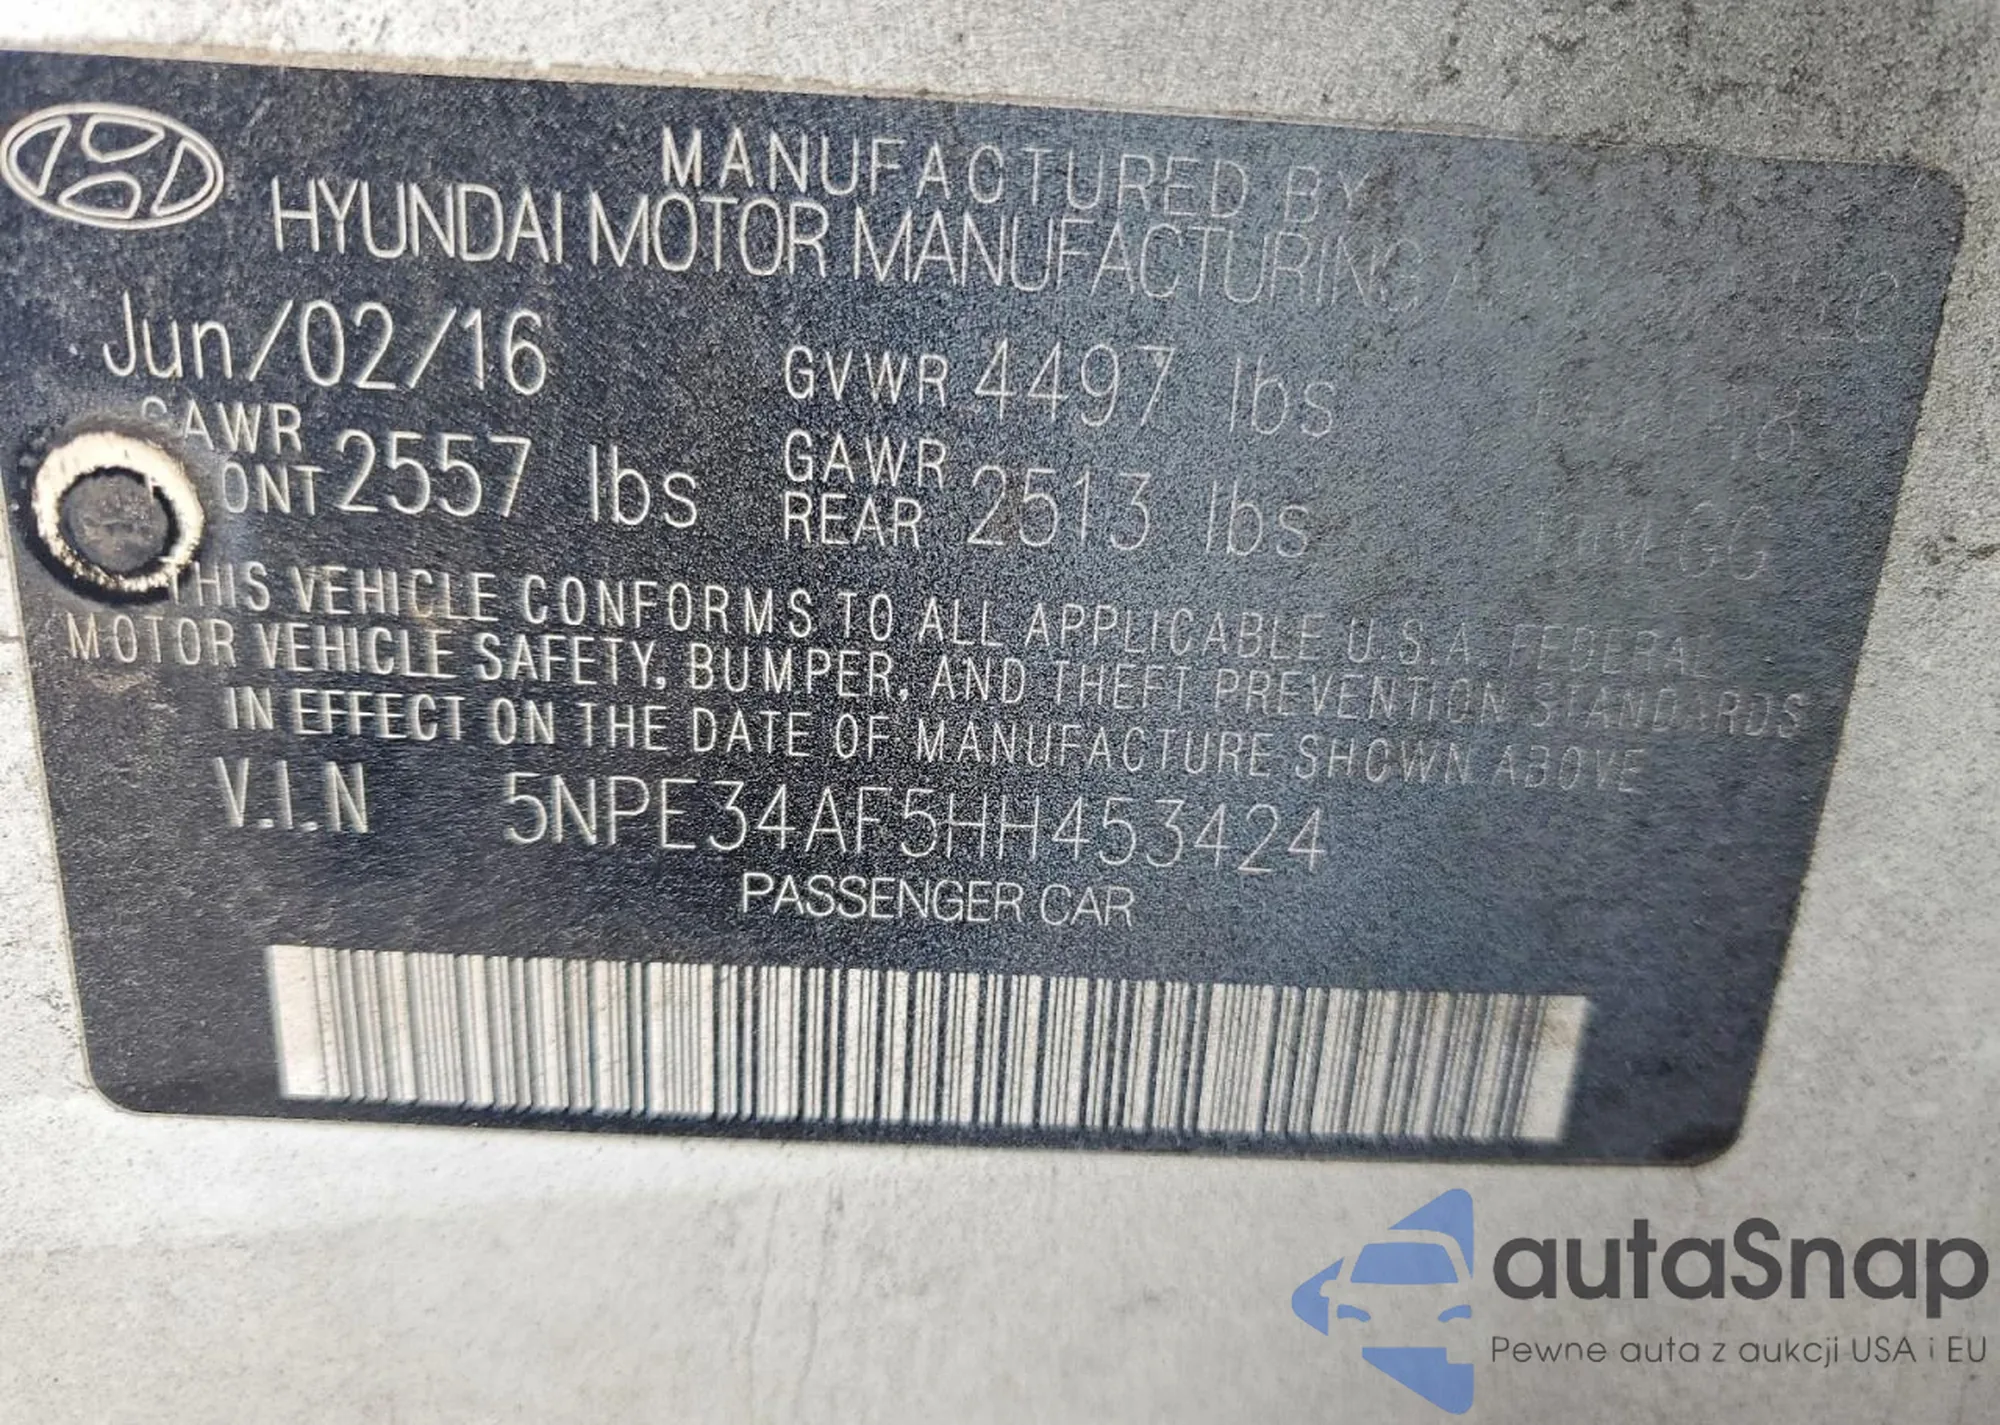 MANUFACTURED BY
HYUNDAI MOTOR MANUFACTURING
Jun/02/16 GVWR 4497 lbs
GAWR 2557 lbs GAWR REAR 2513 lbs
THIS VEHICLE CONFORMS TO ALL APPLICABLE U.S.A. FEDERAL
MOTOR VEHICLE SAFETY, BUMPER, AND THEFT PREVENTION STANDARDS
IN EFFECT ON THE DATE OF MANUFACTURE SHOWN ABOVE
V.I.N 5NPE34AF5HH453424
PASSENGER CAR
autaSnap
Pewne auta z aukcji USA i EU